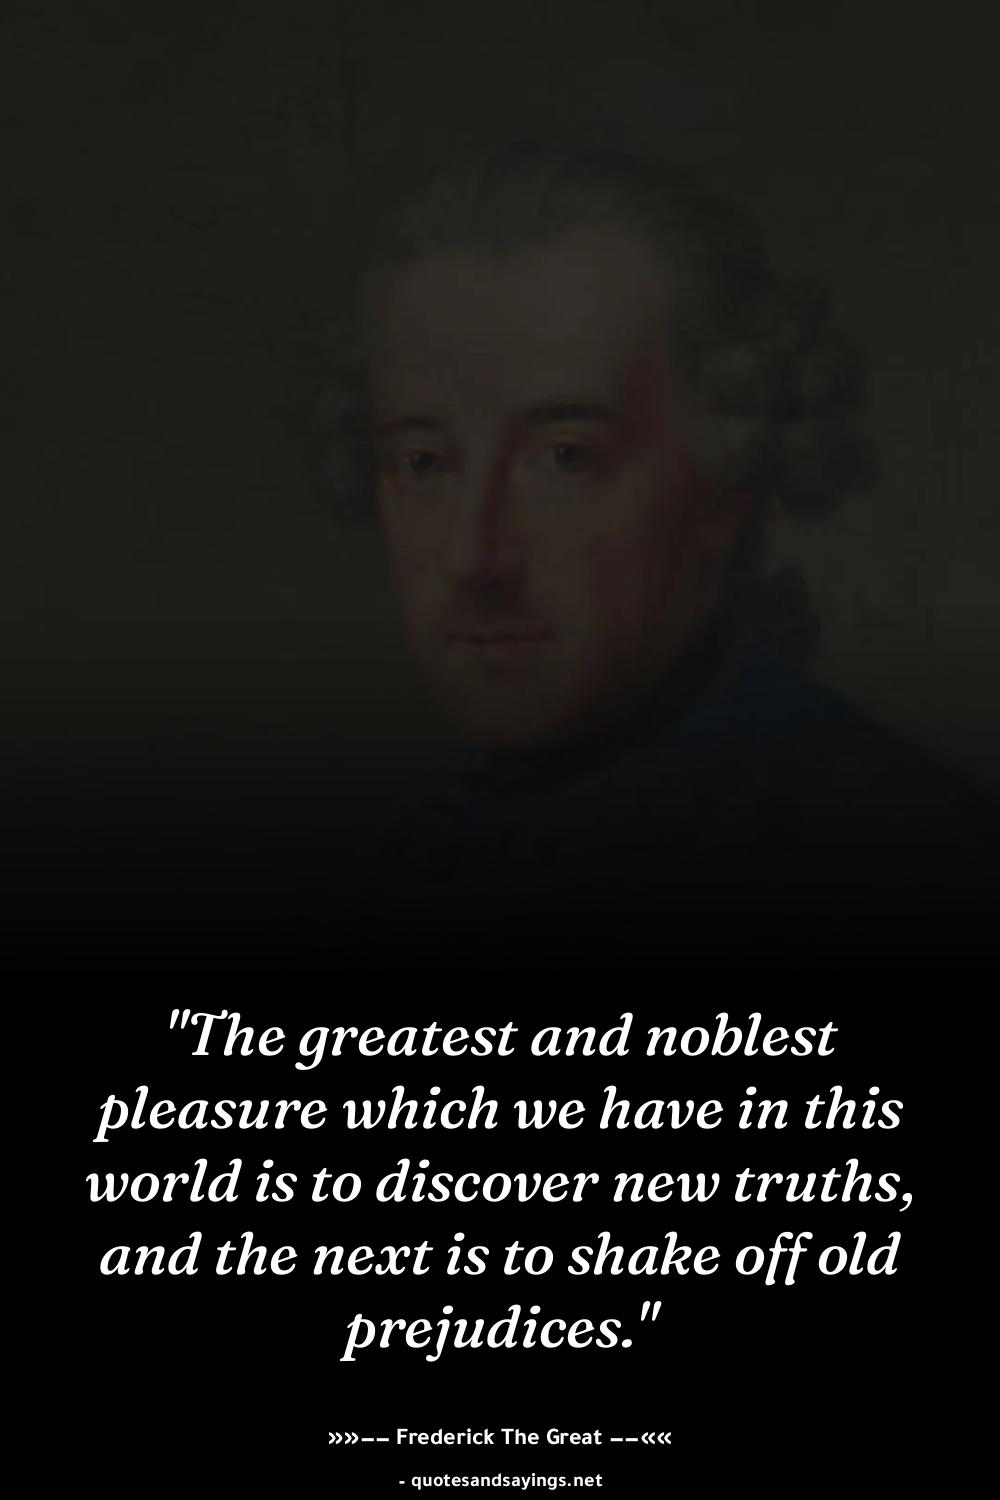 "The greatest and noblest
pleasure which we have in this
world is to discover new truths,
and the next is to shake off old
prejudices."
»»–– Frederick The Great ––««
- quotesandsayings.net